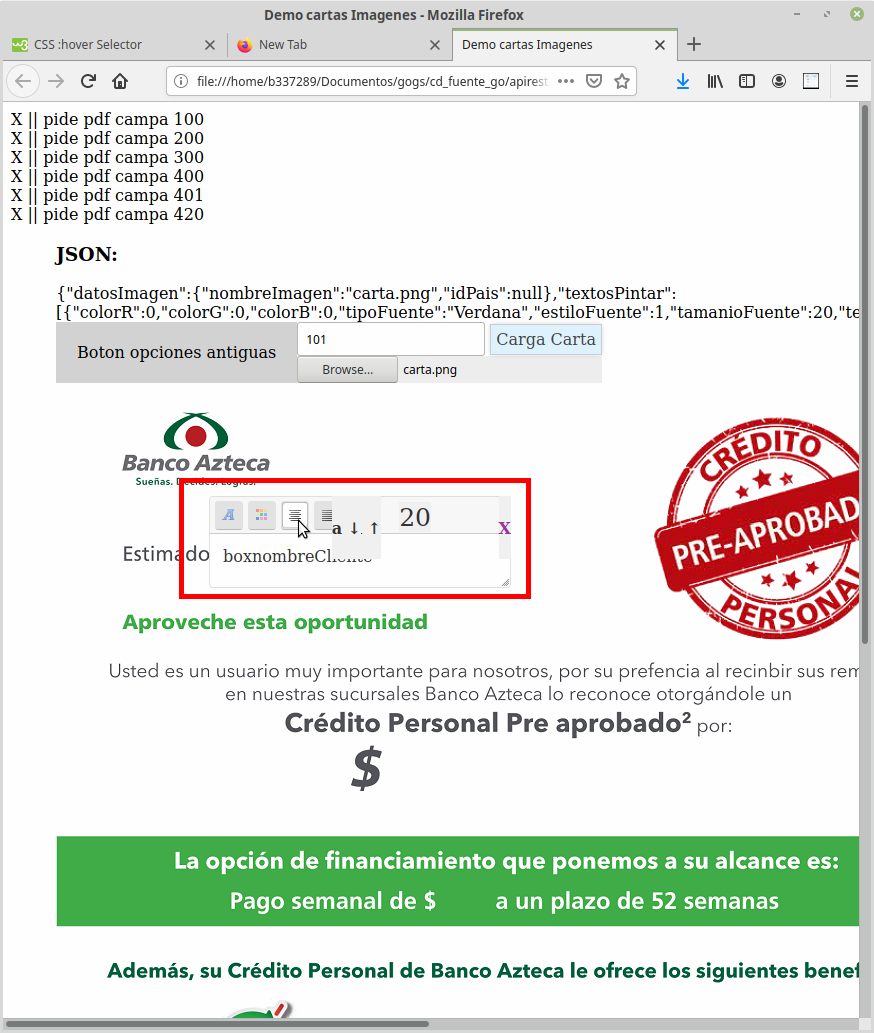 Demo cartas Imagenes - Mozilla Firefox
CSS :hover Selector
New Tab
Demo cartas Imagenes
file:///home/b337289/Documentos/gogs/cd_fuente_go/apirest
X || pide pdf campa 100
X || pide pdf campa 200
X || pide pdf campa 300
X || pide pdf campa 400
X || pide pdf campa 401
X || pide pdf campa 420
JSON:
{"datosImagen":{"nombreImagen":"carta.png","idPais":null},"textosPintar":
[{"colorR":0,"colorG":0,"colorB":0,"tipoFuente":"Verdana","estiloFuente":1,"tamanioFuente":20,"te
Boton opciones antiguas
101
Carga Carta
Browse...
carta.png
Banco Azteca
Sueñas. Decides. Logras.
CRÉDITO
PRE-APROBAD
PERSONA
A
a ↓ ↑
20
X
Estimado
boxnombreCliente
Aproveche esta oportunidad
Usted es un usuario muy importante para nosotros, por su prefencia al recinbir sus rem
en nuestras sucursales Banco Azteca lo reconoce otorgándole un
Crédito Personal Pre aprobado² por:
$
La opción de financiamiento que ponemos a su alcance es:
Pago semanal de $ a un plazo de 52 semanas
Además, su Crédito Personal de Banco Azteca le ofrece los siguientes benef